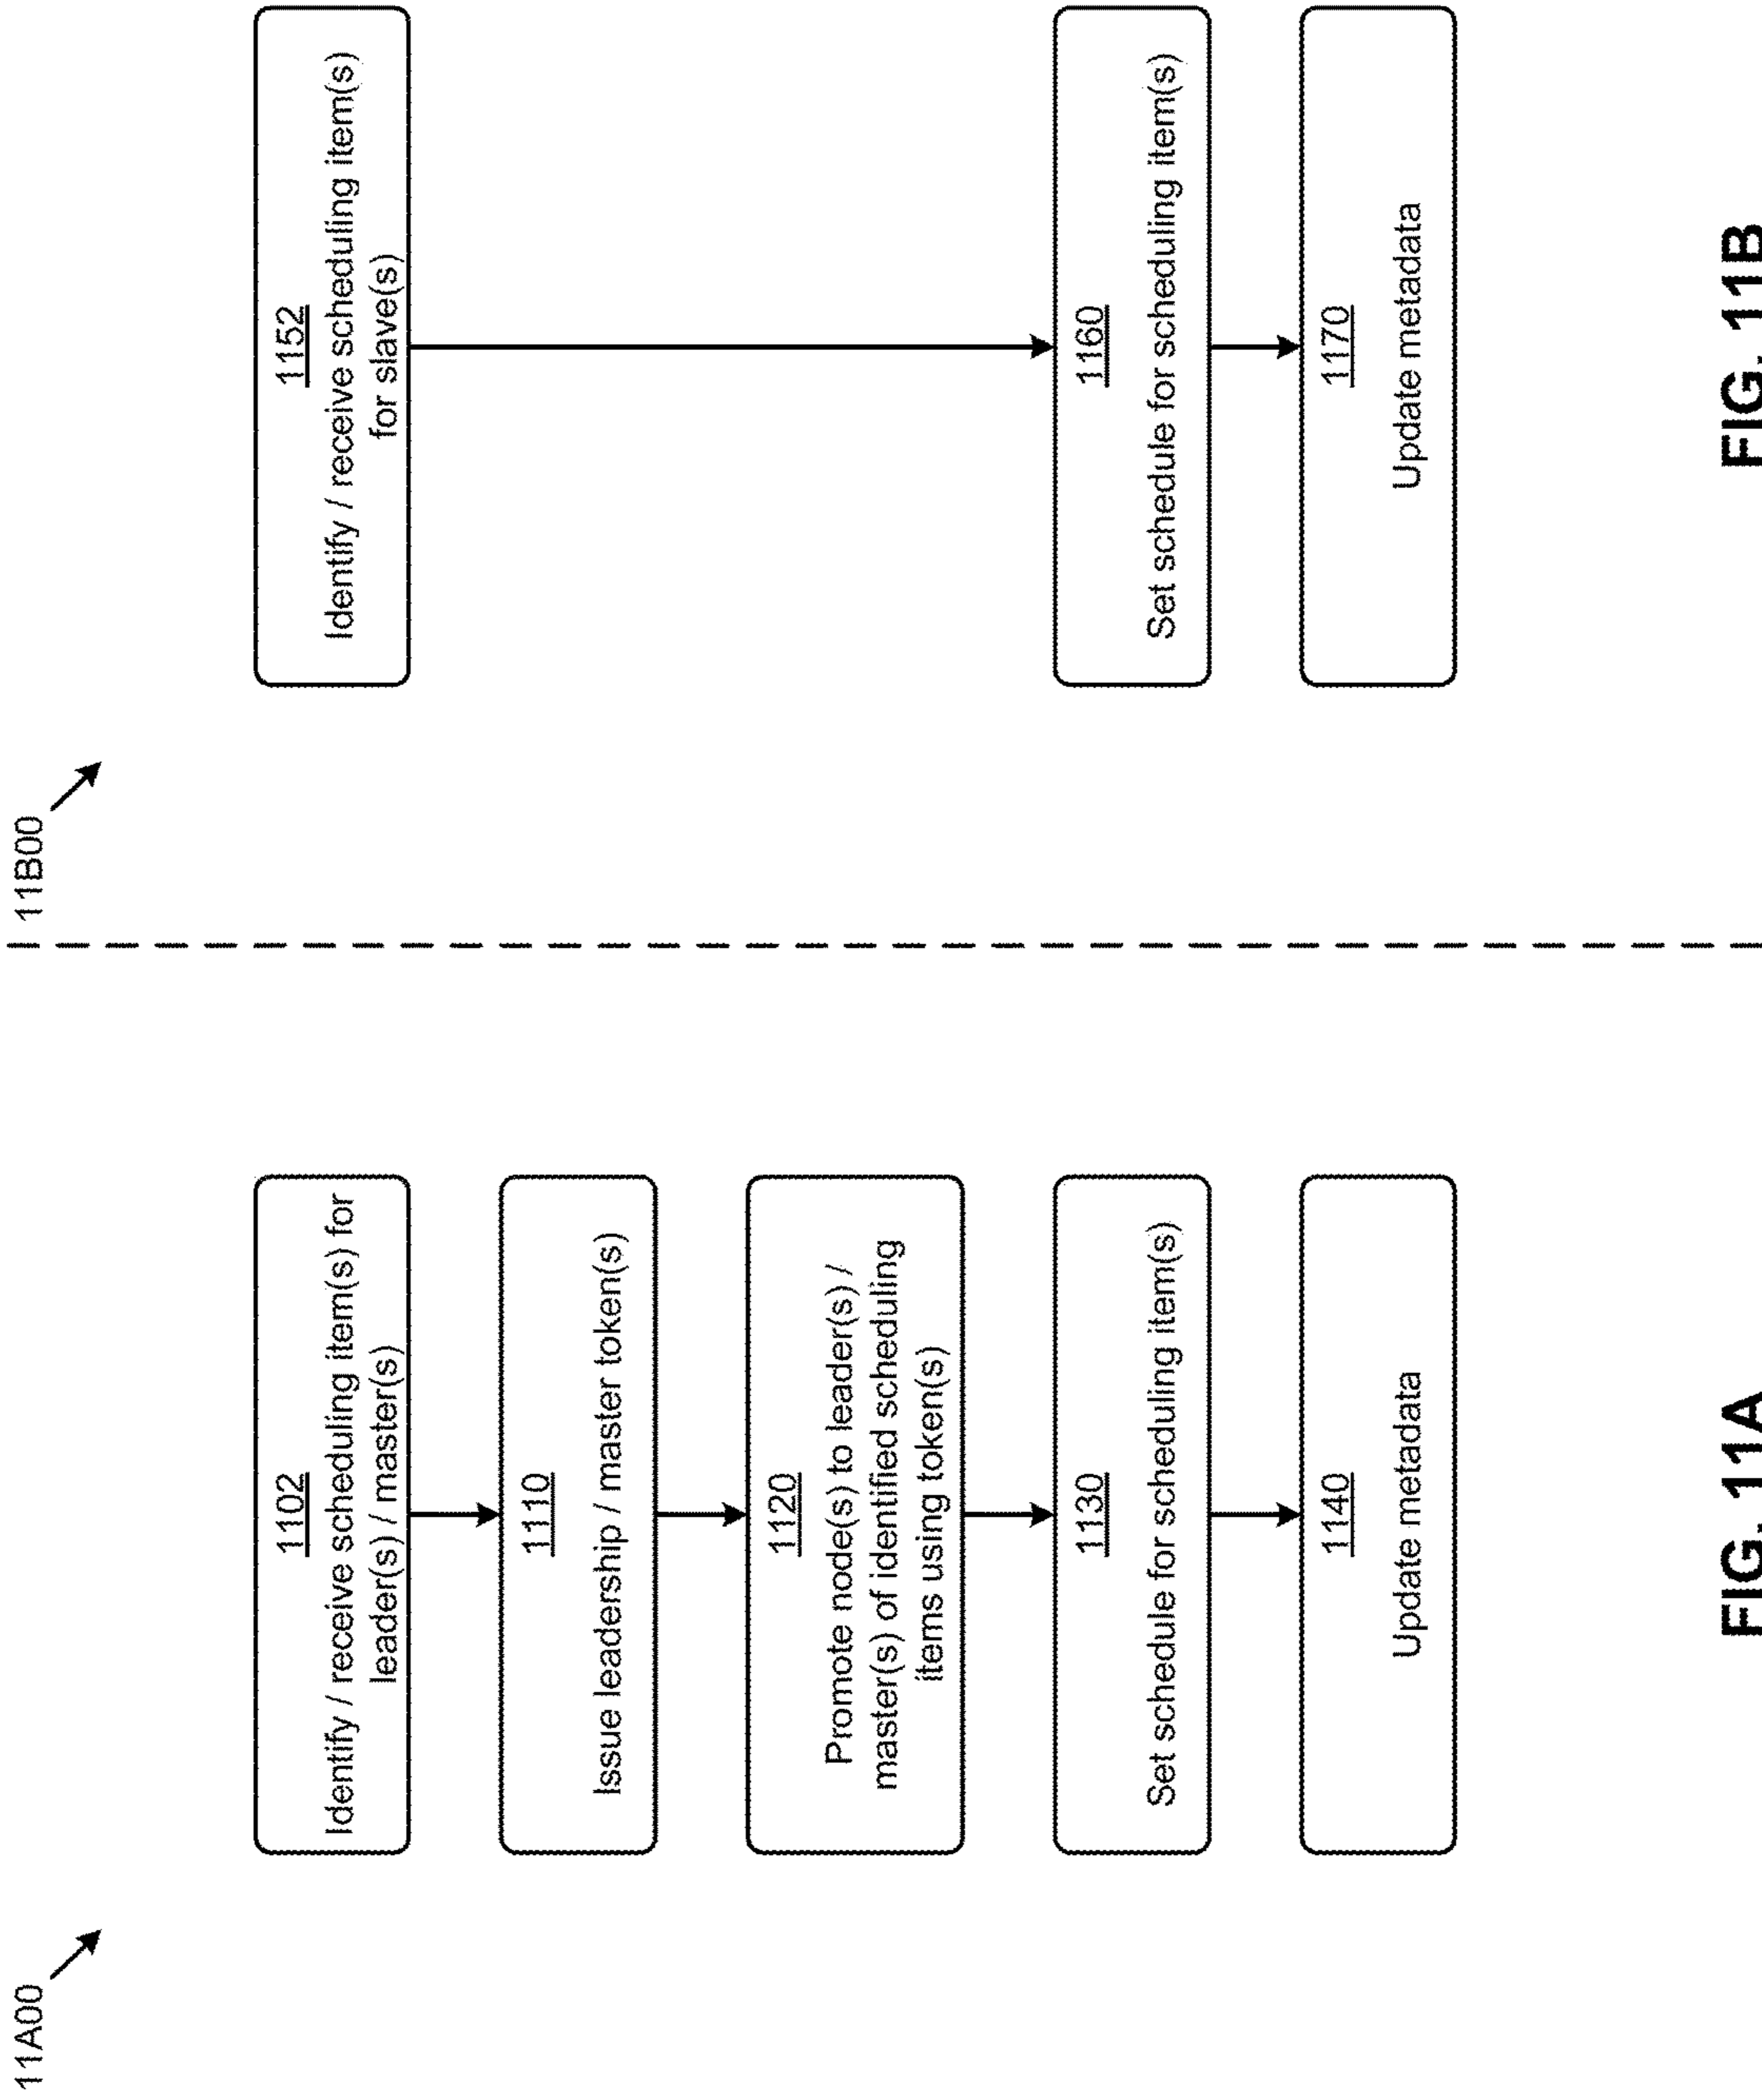 11A00
1102
Identify / receive scheduling item(s) for
leader(s) / master(s)
1110
Issue leadership / master token(s)
1120
Promote node(s) to leader(s) /
master(s) of identified scheduling
items using token(s)
1130
Set schedule for scheduling item(s)
1140
Update metadata
FIG. 11A
11B00
1152
Identify / receive scheduling item(s)
for slave(s)
1160
Set schedule for scheduling item(s)
1170
Update metadata
FIG. 11B